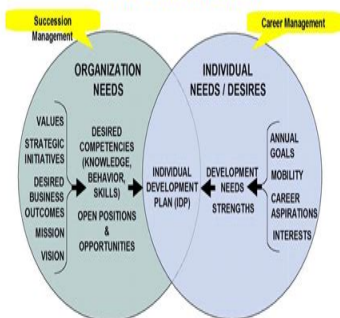 Succession
Management
Career Management
ORGANIZATION
NEEDS
INDIVIDUAL
NEEDS / DESIRES
VALUES
STRATEGIC
INITIATIVES
DESIRED
BUSINESS
OUTCOMES
MISSION
VISION
DESIRED
COMPETENCIES
(KNOWLEDGE,
BEHAVIOR,
SKILLS)
OPEN POSITIONS
&
OPPORTUNITIES
INDIVIDUAL
DEVELOPMENT
PLAN (IDP)
DEVELOPMENT
NEEDS
STRENGTHS
ANNUAL
GOALS
MOBILITY
CAREER
ASPIRATIONS
INTERESTS